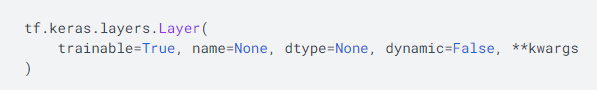 tf.keras.layers.Layer(
    trainable=True, name=None, dtype=None, dynamic=False, **kwargs
)